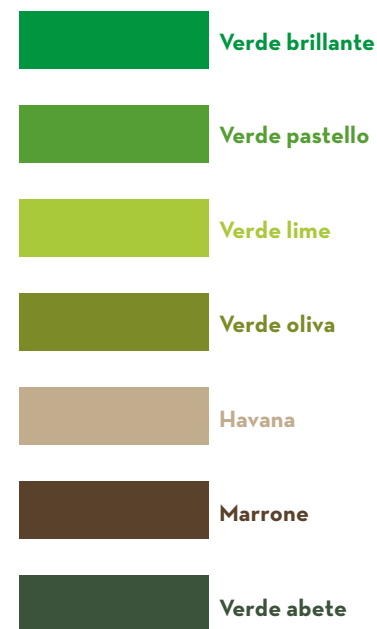 Verde brillante
Verde pastello
Verde lime
Verde oliva
Havana
Marrone
Verde abete